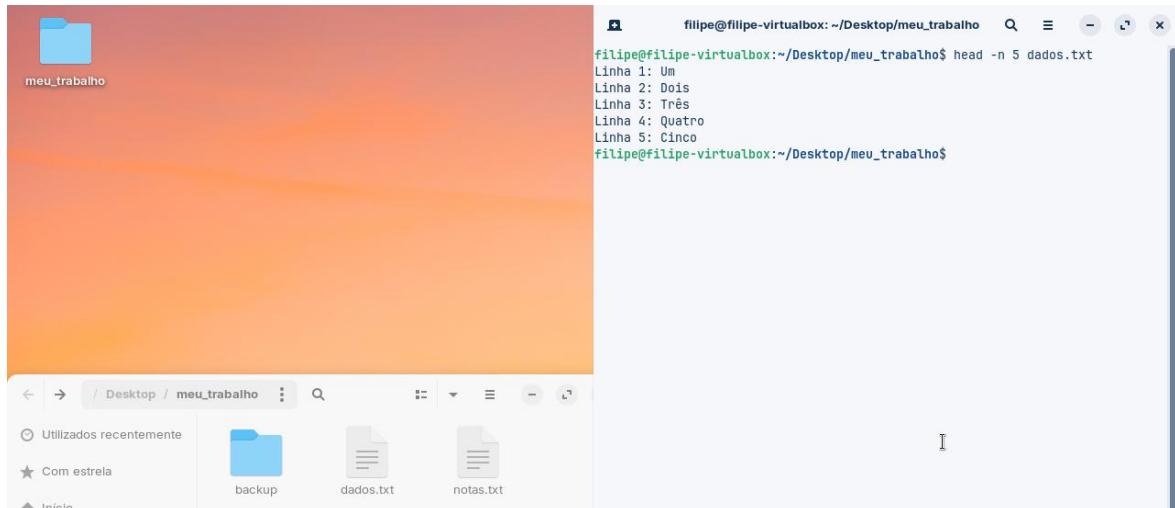 meu_trabalho
filipe@filipe-virtualbox: ~/Desktop/meu_trabalho
filipe@filipe-virtualbox:~/Desktop/meu_trabalho$ head -n 5 dados.txt
Linha 1: Um
Linha 2: Dois
Linha 3: Três
Linha 4: Quatro
Linha 5: Cinco
filipe@filipe-virtualbox:~/Desktop/meu_trabalho$
/ Desktop / meu_trabalho
Utilizados recentemente
Com estrela
Início
backup
dados.txt
notas.txt